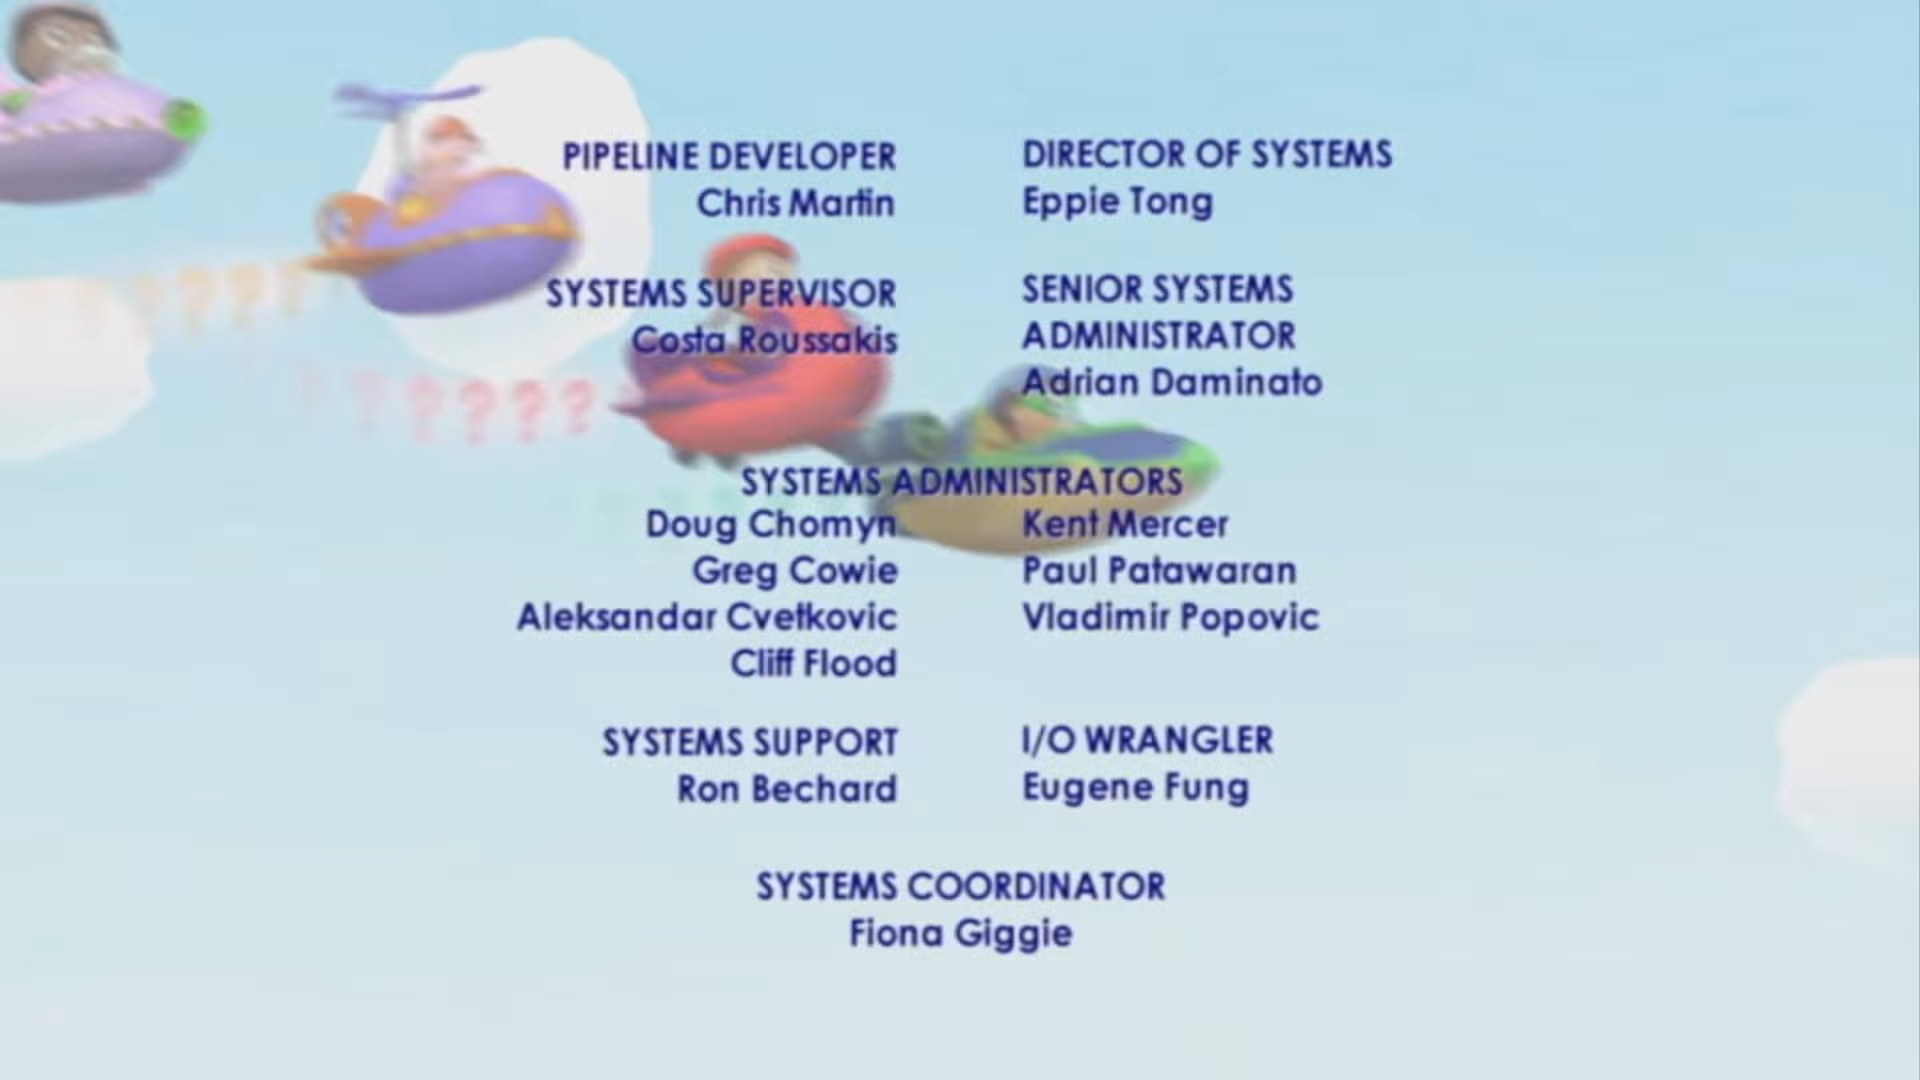 PIPELINE DEVELOPER
Chris Martin
DIRECTOR OF SYSTEMS
Eppie Tong
SYSTEMS SUPERVISOR
Costa Roussakis
SENIOR SYSTEMS
ADMINISTRATOR
Adrian Daminato
SYSTEMS ADMINISTRATORS
Doug Chomyn
Greg Cowie
Aleksandar Cvetkovic
Cliff Flood
Kent Mercer
Paul Patawaran
Vladimir Popovic
SYSTEMS SUPPORT
Ron Bechard
I/O WRANGLER
Eugene Fung
SYSTEMS COORDINATOR
Fiona Giggie